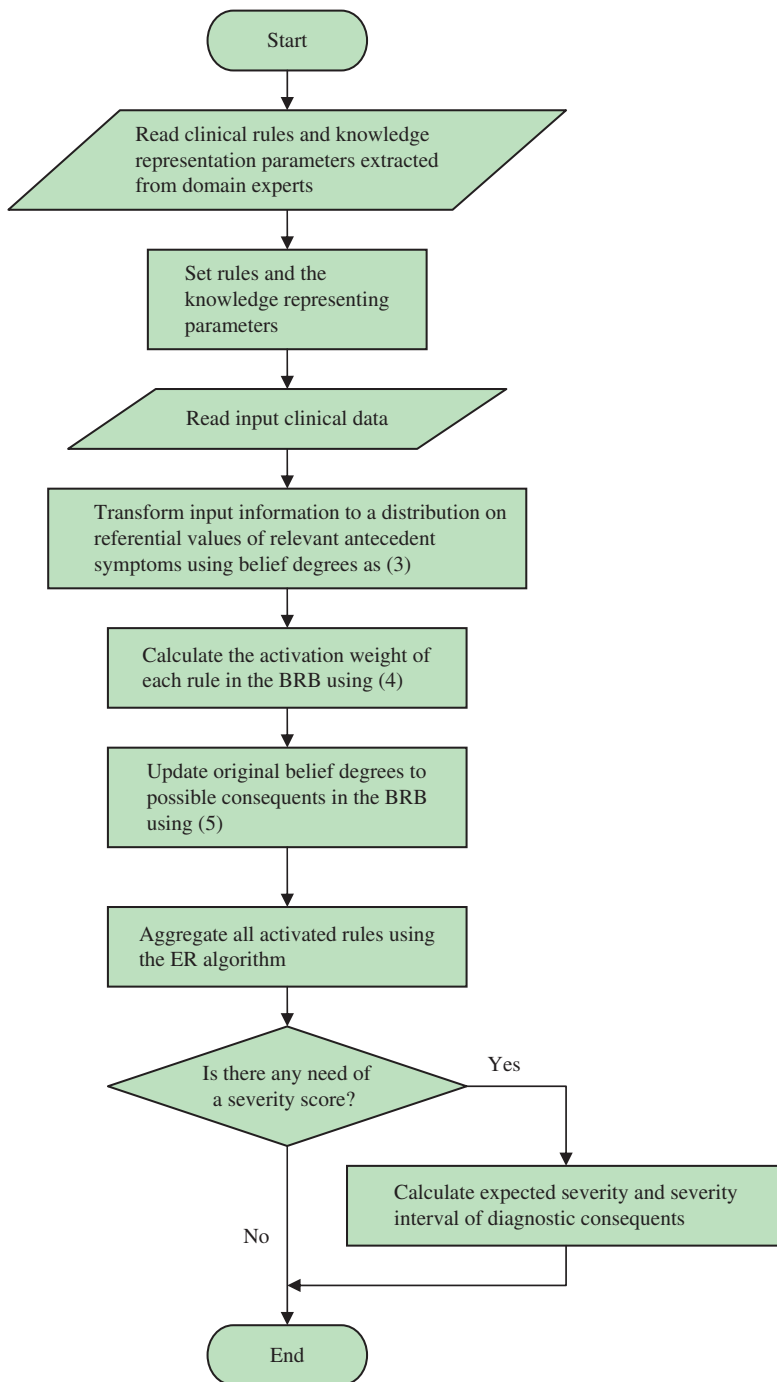 Start
Read clinical rules and knowledge
representation parameters extracted
from domain experts
Set rules and the
knowledge representing
parameters
Read input clinical data
Transform input information to a distribution on
referential values of relevant antecedent
symptoms using belief degrees as (3)
Calculate the activation weight of
each rule in the BRB using (4)
Update original belief degrees to
possible consequents in the BRB
using (5)
Aggregate all activated rules using
the ER algorithm
Is there any need of
a severity score?
Yes
Calculate expected severity and severity
interval of diagnostic consequents
No
End